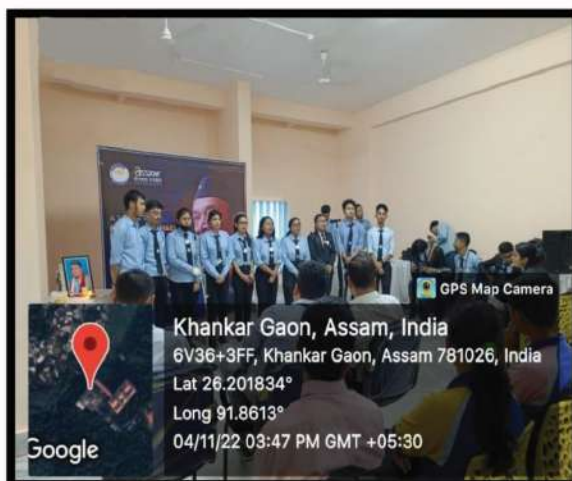 GPS Map Camera
Khankar Gaon, Assam, India
6V36+3FF, Khankar Gaon, Assam 781026, India
Lat 26.201834°
Long 91.8613°
04/11/22 03:47 PM GMT +05:30
Google